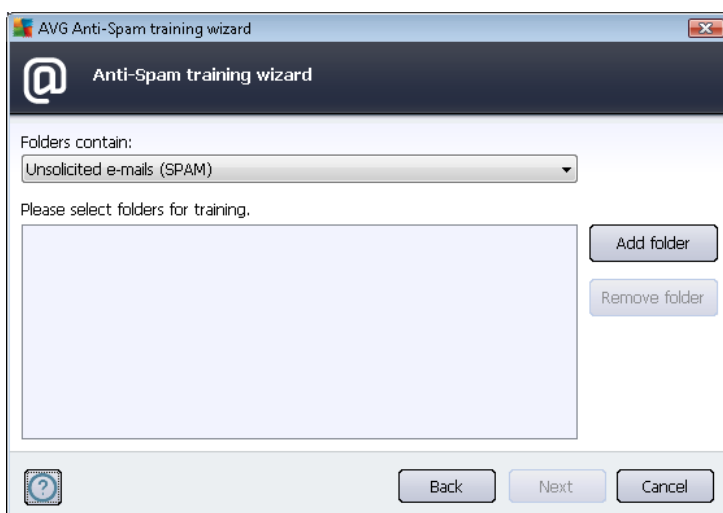 AVG Anti-Spam training wizard
Anti-Spam training wizard
Folders contain:
Unsolicited e-mails (SPAM)
Please select folders for training.
Add folder
Remove folder
Back
Next
Cancel